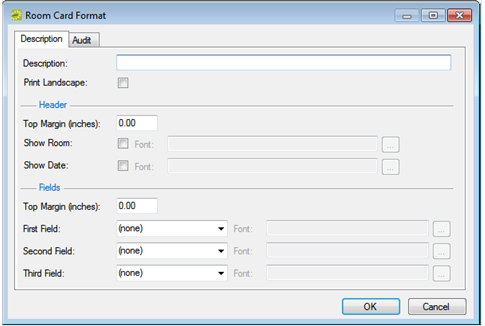 Room Card Format
Description Audit
Description:
Print Landscape:
Header
Top Margin (inches): 0.00
Show Room: Font: ...
Show Date: Font: ...
Fields
Top Margin (inches): 0.00
First Field: (none) Font: ...
Second Field: (none) Font: ...
Third Field: (none) Font: ...
OK Cancel